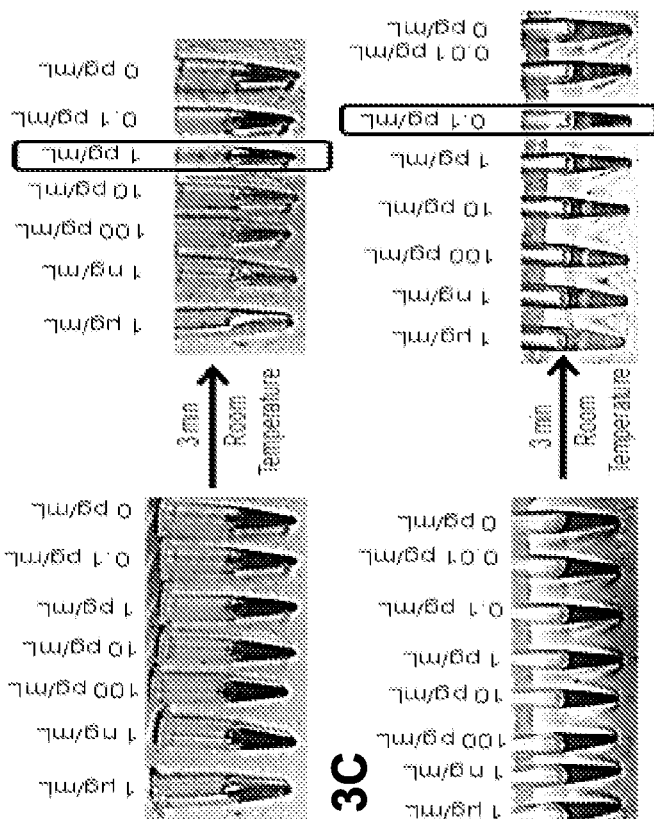 0 pg/mL
0.1 pg/mL
1 pg/mL
10 pg/mL
100 pg/mL
1 ng/mL
1 µg/mL
3 min
Room
Temperature
0 pg/mL
0.1 pg/mL
1 pg/mL
10 pg/mL
100 pg/mL
1 ng/mL
1 µg/mL
3C
0 pg/mL
0.01 pg/mL
0.1 pg/mL
1 pg/mL
10 pg/mL
100 pg/mL
1 ng/mL
1 µg/mL
3 min
Room
Temperature
0 pg/mL
0.01 pg/mL
0.1 pg/mL
1 pg/mL
10 pg/mL
100 pg/mL
1 ng/mL
1 µg/mL